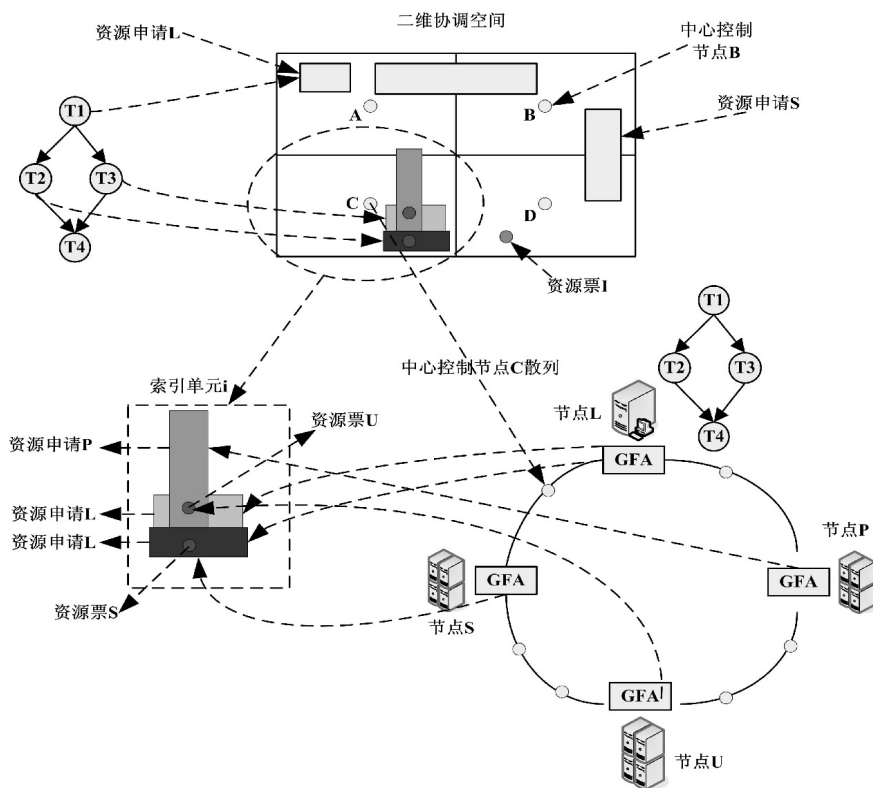 二维协调空间
资源申请L
中心控制
节点B
资源申请S
T1
T2
T3
T4
A
B
C
D
资源票I
中心控制节点C散列
T1
T2
T3
T4
索引单元i
资源票U
资源申请P
资源申请L
资源申请L
资源票S
节点L
GFA
节点P
GFA
GFA
节点S
GFA
节点U